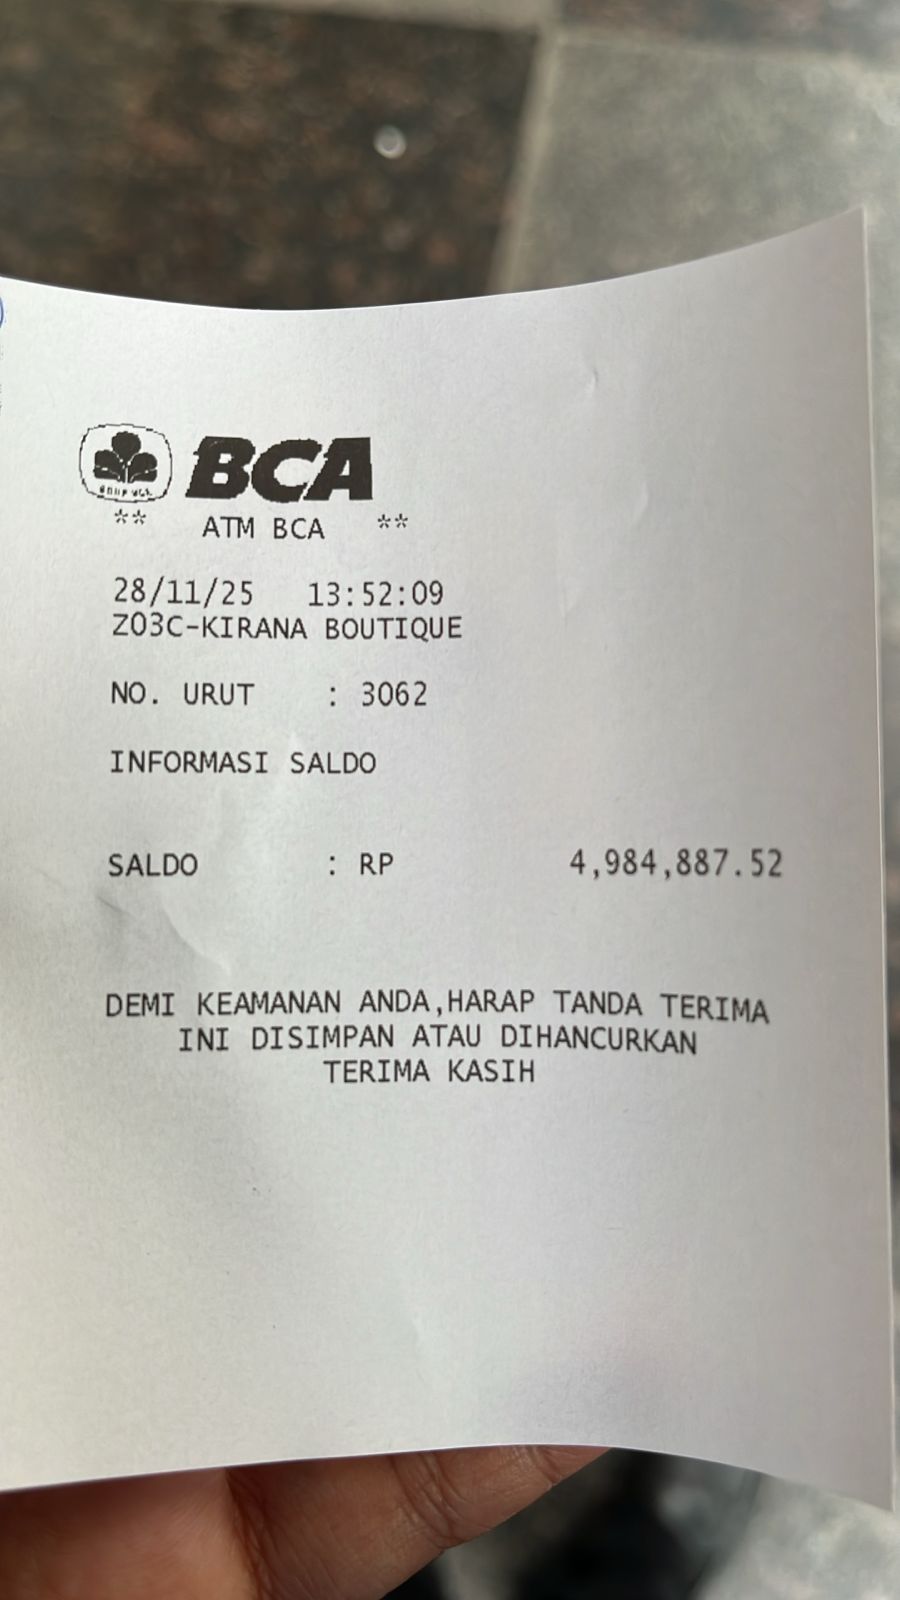 BCA
** ATM BCA **
28/11/25 13:52:09
Z03C-KIRANA BOUTIQUE
NO. URUT : 3062
INFORMASI SALDO
SALDO : RP 4,984,887.52
DEMI KEAMANAN ANDA,HARAP TANDA TERIMA
INI DISIMPAN ATAU DIHANCURKAN
TERIMA KASIH